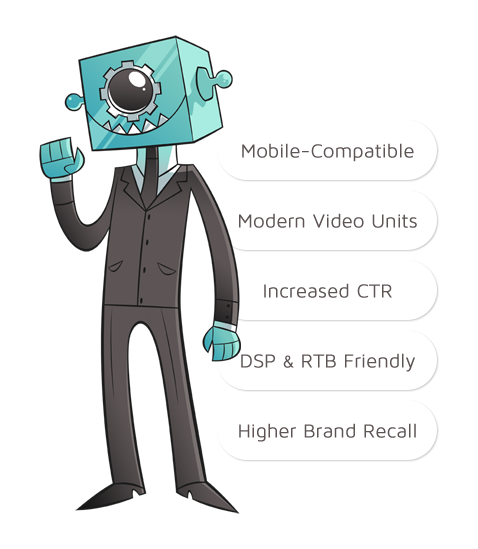 Mobile-Compatible
Modern Video Units
Increased CTR
DSP & RTB Friendly
Higher Brand Recall